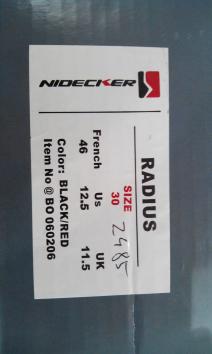 NIDECKER
RADIUS
SIZE
30
2485
French Us UK
46 12.5 11.5
Color: BLACK/RED
Item No @ BO 060206